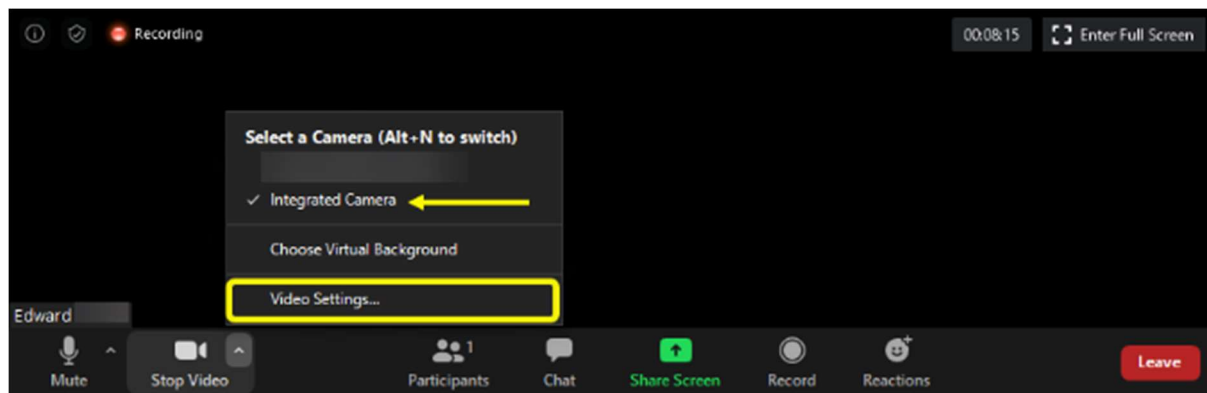 Recording
00:08:15
Enter Full Screen
Select a Camera (Alt+N to switch)
Integrated Camera
Choose Virtual Background
Video Settings...
Edward
Mute
Stop Video
1
Participants
Chat
Share Screen
Record
Reactions
Leave